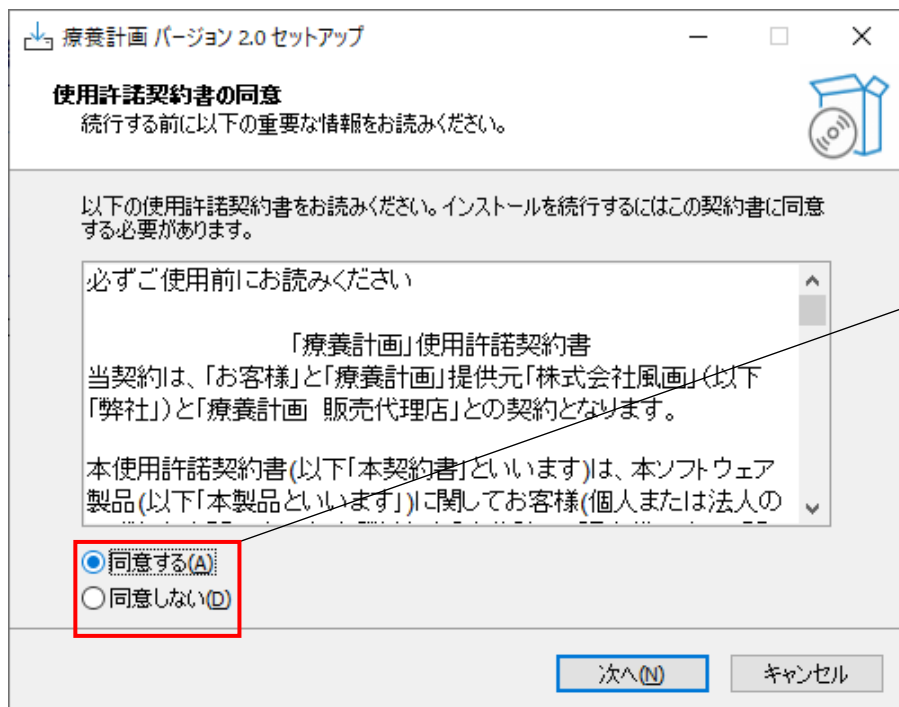 療養計画 バージョン 2.0 セットアップ
使用許諾契約書の同意
続行する前に以下の重要な情報をお読みください。
以下の使用許諾契約書をお読みください。インストールを続行するにはこの契約書に同意
する必要があります。
必ずご使用前にお読みください
「療養計画」使用許諾契約書
当契約は、「お客様」と「療養計画」提供元「株式会社風画」(以下
「弊社」)と「療養計画 販売代理店」との契約となります。
本使用許諾契約書(以下「本契約書」といいます)は、本ソフトウェア
製品(以下「本製品といいます」)に関してお客様(個人または法人の
同意する(A)
同意しない(D)
次へ(N)
キャンセル